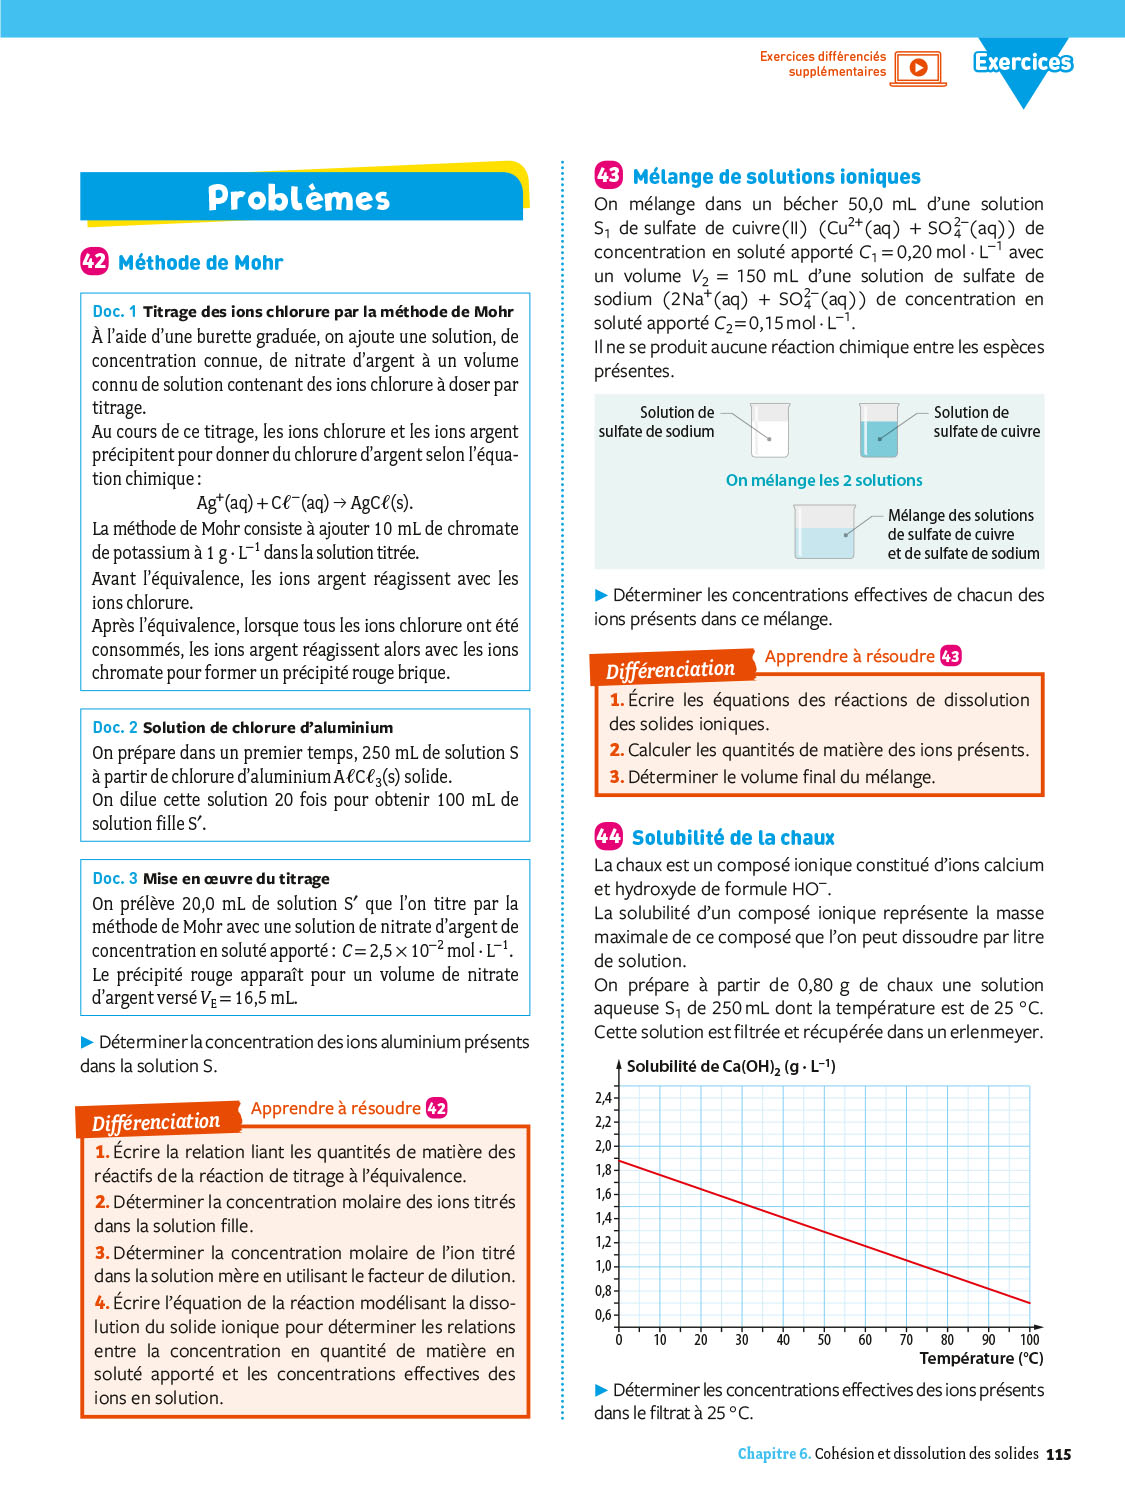 Exercices différenciés
supplémentaires
Exercices
Problèmes
42 Méthode de Mohr
Doc. 1 Titrage des ions chlorure par la méthode de Mohr
À l’aide d’une burette graduée, on ajoute une solution, de
concentration connue, de nitrate d’argent à un volume
connu de solution contenant des ions chlorure à doser par
titrage.
Au cours de ce titrage, les ions chlorure et les ions argent
précipitent pour donner du chlorure d’argent selon l’équa-
tion chimique :
Ag⁺(aq) + Cℓ⁻(aq) → AgCℓ(s).
La méthode de Mohr consiste à ajouter 10 mL de chromate
de potassium à 1 g · L⁻¹ dans la solution titrée.
Avant l’équivalence, les ions argent réagissent avec les
ions chlorure.
Après l’équivalence, lorsque tous les ions chlorure ont été
consommés, les ions argent réagissent alors avec les ions
chromate pour former un précipité rouge brique.
Doc. 2 Solution de chlorure d’aluminium
On prépare dans un premier temps, 250 mL de solution S
à partir de chlorure d’aluminium AℓCℓ₃(s) solide.
On dilue cette solution 20 fois pour obtenir 100 mL de
solution fille S′.
Doc. 3 Mise en œuvre du titrage
On prélève 20,0 mL de solution S′ que l’on titre par la
méthode de Mohr avec une solution de nitrate d’argent de
concentration en soluté apporté : C = 2,5 × 10⁻² mol · L⁻¹.
Le précipité rouge apparaît pour un volume de nitrate
d’argent versé V_E = 16,5 mL.
▶ Déterminer la concentration des ions aluminium présents
dans la solution S.
Différenciation Apprendre à résoudre 42
1. Écrire la relation liant les quantités de matière des
réactifs de la réaction de titrage à l’équivalence.
2. Déterminer la concentration molaire des ions titrés
dans la solution fille.
3. Déterminer la concentration molaire de l’ion titré
dans la solution mère en utilisant le facteur de dilution.
4. Écrire l’équation de la réaction modélisant la disso-
lution du solide ionique pour déterminer les relations
entre la concentration en quantité de matière en
soluté apporté et les concentrations effectives des
ions en solution.
43 Mélange de solutions ioniques
On mélange dans un bécher 50,0 mL d’une solution
S₁ de sulfate de cuivre(II) (Cu²⁺(aq) + SO₄²⁻(aq)) de
concentration en soluté apporté C₁ = 0,20 mol · L⁻¹ avec
un volume V₂ = 150 mL d’une solution de sulfate de
sodium (2Na⁺(aq) + SO₄²⁻(aq)) de concentration en
soluté apporté C₂ = 0,15 mol · L⁻¹.
Il ne se produit aucune réaction chimique entre les espèces
présentes.
Solution de
sulfate de sodium
Solution de
sulfate de cuivre
On mélange les 2 solutions
Mélange des solutions
de sulfate de cuivre
et de sulfate de sodium
▶ Déterminer les concentrations effectives de chacun des
ions présents dans ce mélange.
Différenciation Apprendre à résoudre 43
1. Écrire les équations des réactions de dissolution
des solides ioniques.
2. Calculer les quantités de matière des ions présents.
3. Déterminer le volume final du mélange.
44 Solubilité de la chaux
La chaux est un composé ionique constitué d’ions calcium
et hydroxyde de formule HO⁻.
La solubilité d’un composé ionique représente la masse
maximale de ce composé que l’on peut dissoudre par litre
de solution.
On prépare à partir de 0,80 g de chaux une solution
aqueuse S₁ de 250 mL dont la température est de 25 °C.
Cette solution est filtrée et récupérée dans un erlenmeyer.
Solubilité de Ca(OH)₂ (g · L⁻¹)
2,4
2,2
2,0
1,8
1,6
1,4
1,2
1,0
0,8
0,6
0 10 20 30 40 50 60 70 80 90 100
Température (°C)
▶ Déterminer les concentrations effectives des ions présents
dans le filtrat à 25 °C.
Chapitre 6. Cohésion et dissolution des solides 115